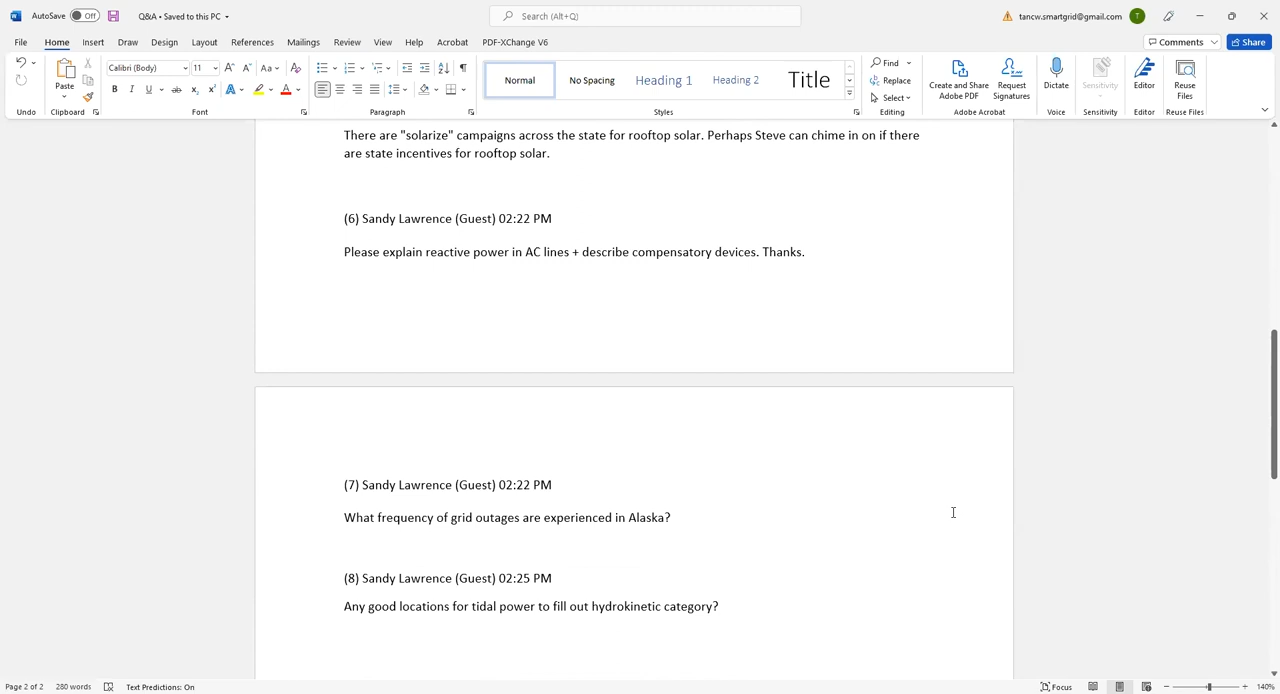 AutoSave Off Q&A • Saved to this PC Search (Alt+Q) tancw.smartgrid@gmail.com T
File Home Insert Draw Design Layout References Mailings Review View Help Acrobat PDF-XChange V6 Comments Share
Calibri (Body) 11 Aa Find
Paste Normal No Spacing Heading 1 Heading 2 Title Replace Create and Share Adobe PDF Request Signatures Dictate Sensitivity Editor Reuse Files
B I U ab x₂ x² A A Select
Undo Clipboard Font Paragraph Styles Editing Adobe Acrobat Voice Sensitivity Editor Reuse Files
There are "solarize" campaigns across the state for rooftop solar. Perhaps Steve can chime in on if there
are state incentives for rooftop solar.
(6) Sandy Lawrence (Guest) 02:22 PM
Please explain reactive power in AC lines + describe compensatory devices. Thanks.
(7) Sandy Lawrence (Guest) 02:22 PM
What frequency of grid outages are experienced in Alaska?
(8) Sandy Lawrence (Guest) 02:25 PM
Any good locations for tidal power to fill out hydrokinetic category?
Page 2 of 2 280 words Text Predictions: On Focus 140%